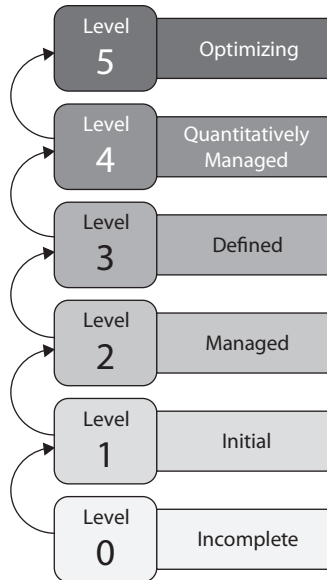 Level
5
Optimizing
Level
4
Quantitatively
Managed
Level
3
Defined
Level
2
Managed
Level
1
Initial
Level
0
Incomplete